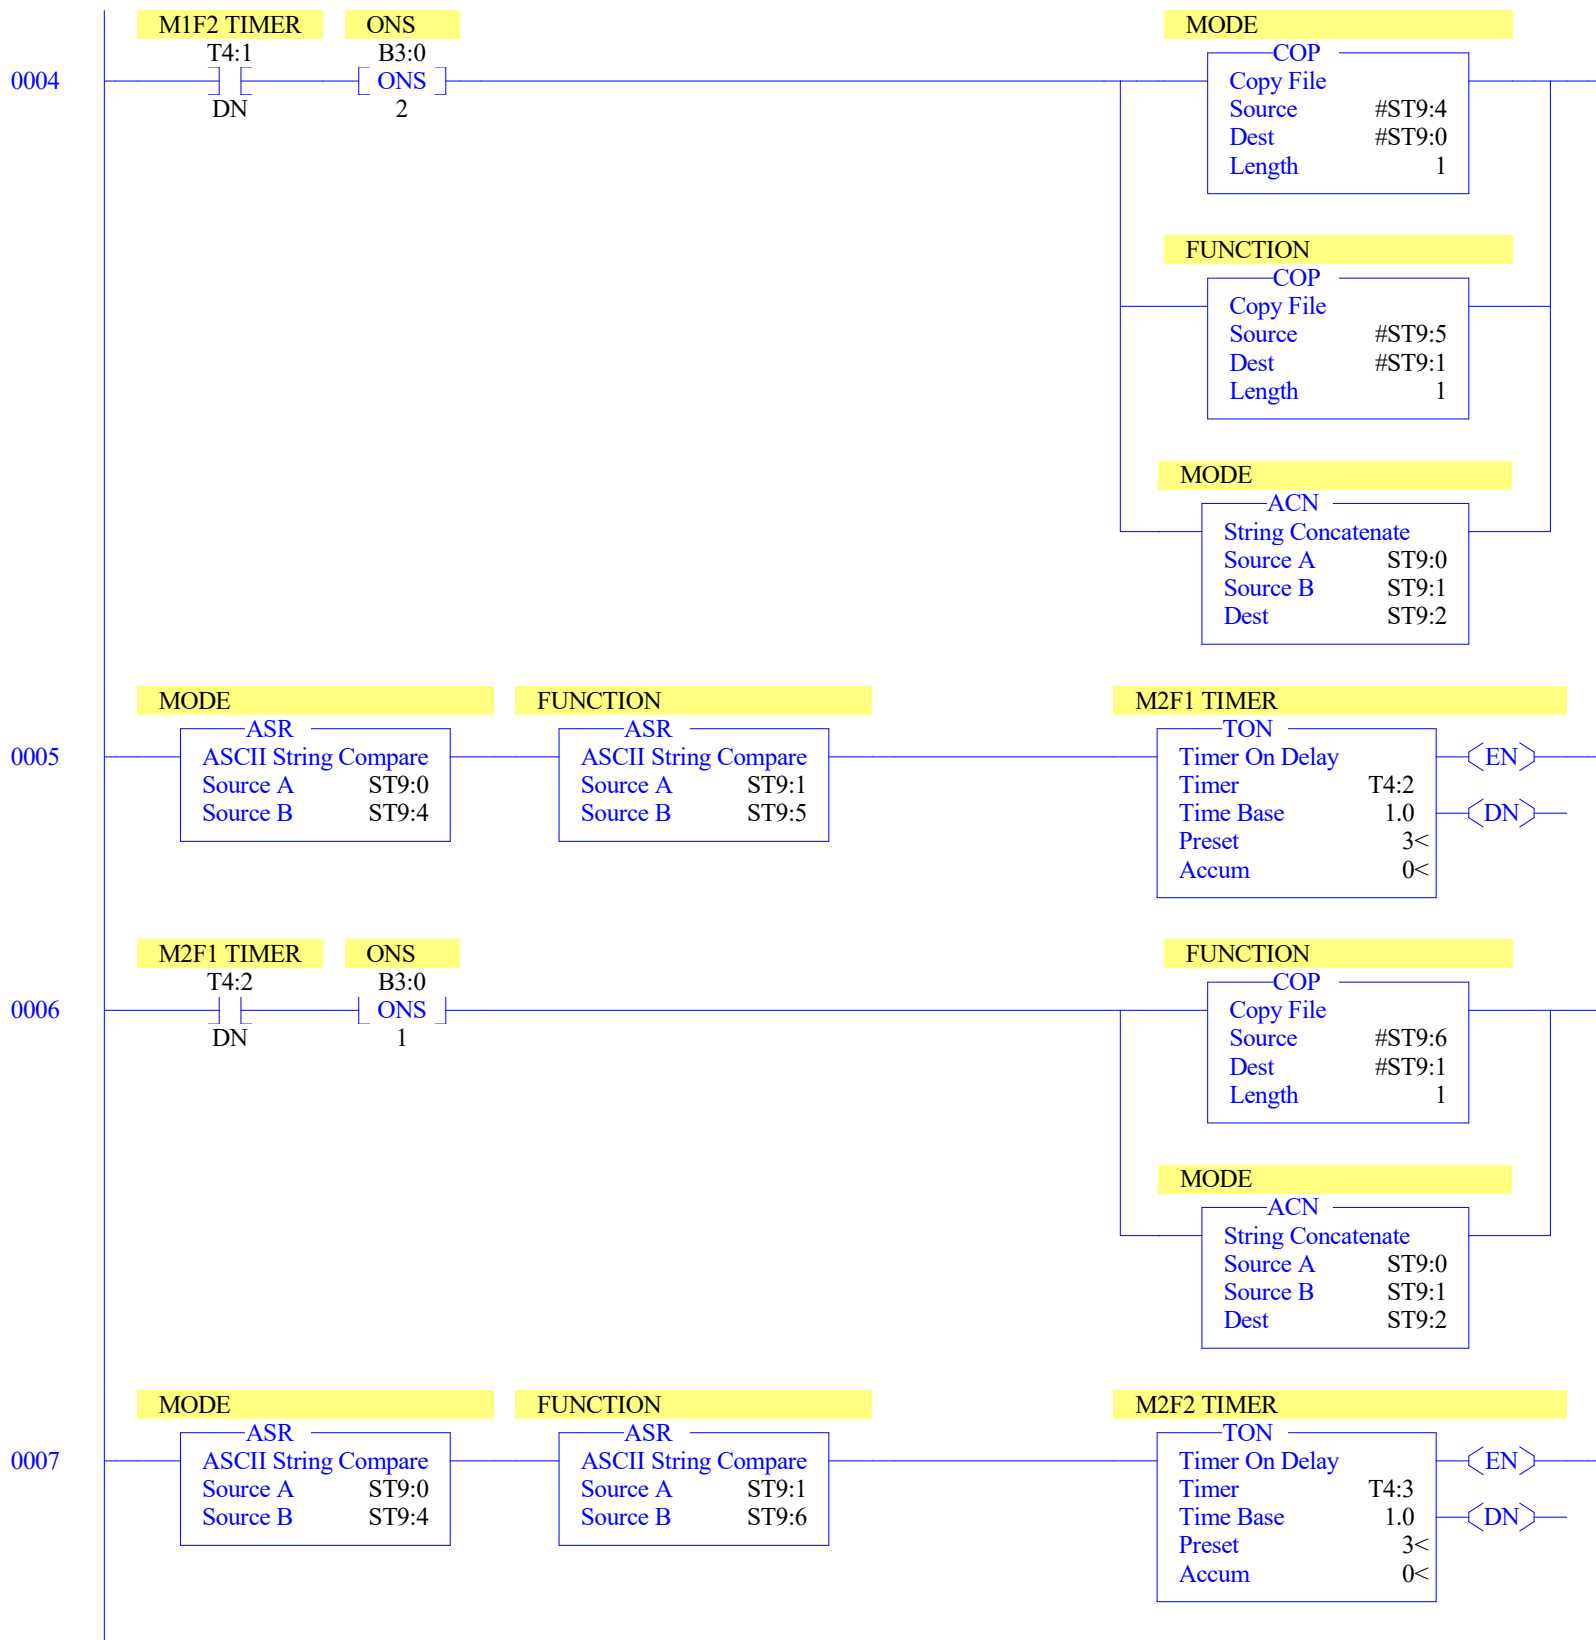 M1F2 TIMER ONS MODE
T4:1 B3:0 COP
0004 ONS Copy File
DN 2 Source #ST9:4
Dest #ST9:0
Length 1
FUNCTION
COP
Copy File
Source #ST9:5
Dest #ST9:1
Length 1
MODE
ACN
String Concatenate
Source A ST9:0
Source B ST9:1
Dest ST9:2
MODE FUNCTION M2F1 TIMER
ASR ASR TON
0005 ASCII String Compare ASCII String Compare Timer On Delay EN
Source A ST9:0 Source A ST9:1 Timer T4:2
Source B ST9:4 Source B ST9:5 Time Base 1.0 DN
Preset 3<
Accum 0<
M2F1 TIMER ONS FUNCTION
T4:2 B3:0 COP
0006 ONS Copy File
DN 1 Source #ST9:6
Dest #ST9:1
Length 1
MODE
ACN
String Concatenate
Source A ST9:0
Source B ST9:1
Dest ST9:2
MODE FUNCTION M2F2 TIMER
ASR ASR TON
0007 ASCII String Compare ASCII String Compare Timer On Delay EN
Source A ST9:0 Source A ST9:1 Timer T4:3
Source B ST9:4 Source B ST9:6 Time Base 1.0 DN
Preset 3<
Accum 0<